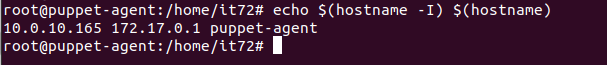 root@puppet-agent:/home/it72# echo $(hostname -I) $(hostname)
10.0.10.165 172.17.0.1 puppet-agent
root@puppet-agent:/home/it72#